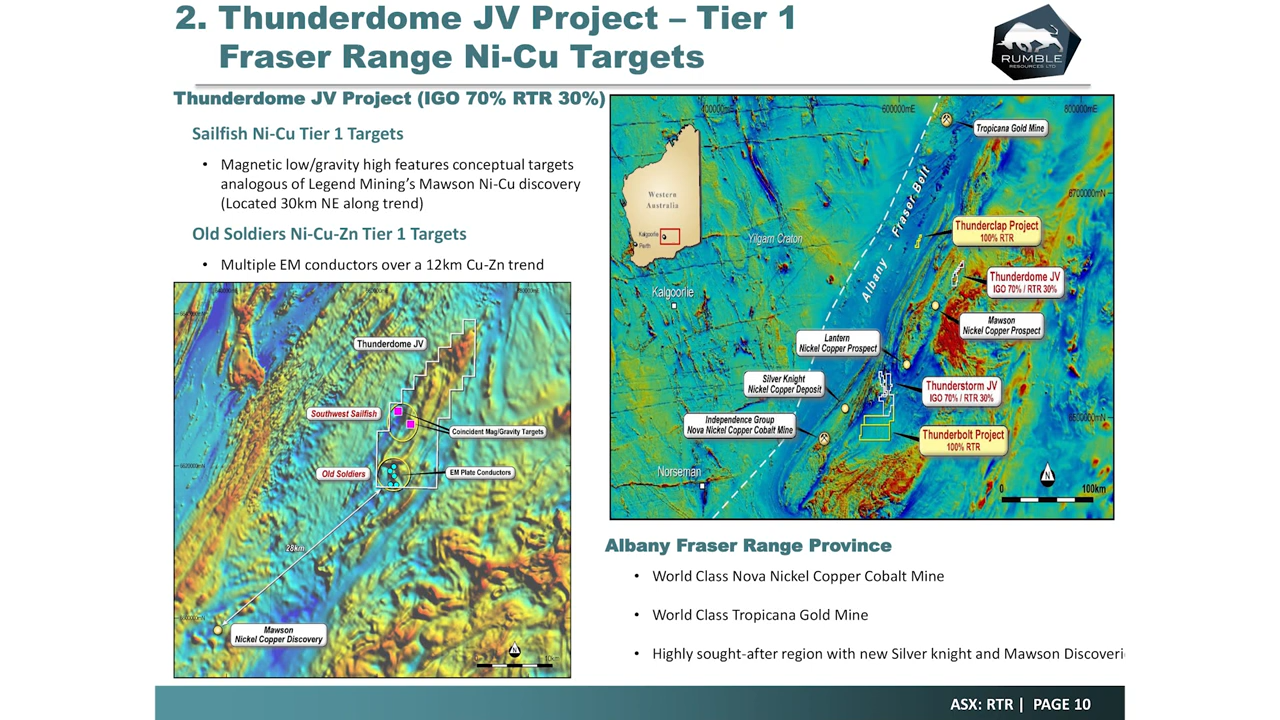 2. Thunderdome JV Project – Tier 1
Fraser Range Ni-Cu Targets
RUMBLE
RESOURCES LTD
Thunderdome JV Project (IGO 70% RTR 30%)
Sailfish Ni-Cu Tier 1 Targets
• Magnetic low/gravity high features conceptual targets
analogous of Legend Mining's Mawson Ni-Cu discovery
(Located 30km NE along trend)
Old Soldiers Ni-Cu-Zn Tier 1 Targets
• Multiple EM conductors over a 12km Cu-Zn trend
Thunderdome JV
Southwest Sailfish
Coincident Mag/Gravity Targets
Old Soldiers
EM Plate Conductors
28km
Mawson
Nickel Copper Discovery
N
600000mE
800000mE
Tropicana Gold Mine
Western
Australia
Kalgoorlie
Perth
6700000mN
Albany – Fraser Belt
Thunderclap Project
100% RTR
Yilgarn Craton
Thunderdome JV
IGO 70% / RTR 30%
Kalgoorlie
Mawson
Nickel Copper Prospect
Lantern
Nickel Copper Prospect
Silver Knight
Nickel Copper Deposit
Thunderstorm JV
IGO 70% / RTR 30%
Independence Group
Nova Nickel Copper Cobalt Mine
Thunderbolt Project
100% RTR
Norseman
N
0
100km
Albany Fraser Range Province
• World Class Nova Nickel Copper Cobalt Mine
• World Class Tropicana Gold Mine
• Highly sought-after region with new Silver knight and Mawson Discoveri
ASX: RTR | PAGE 10